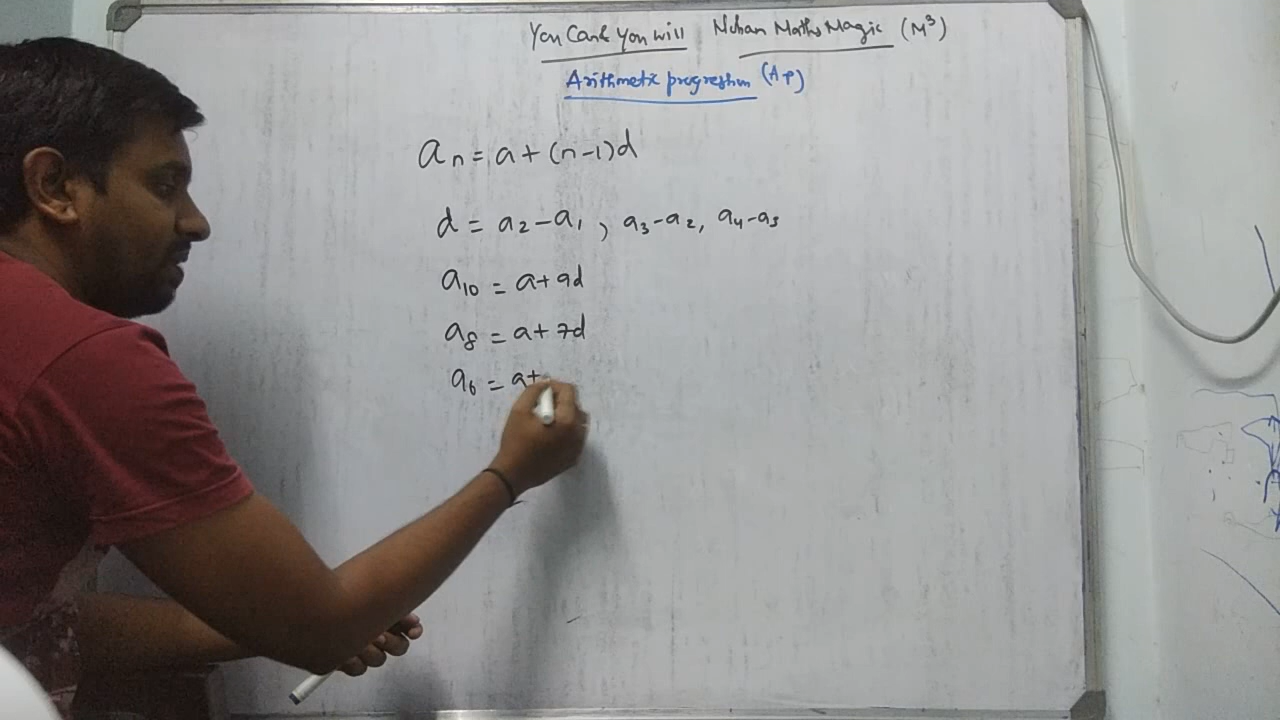 You Can & You Will Mohan Maths Magic (M³)
Arithmetic progression (AP)
aₙ = a + (n-1)d
d = a₂ - a₁ , a₃ - a₂, a₄ - a₃
a₁₀ = a + 9d
a₈ = a + 7d
a₆ = a +